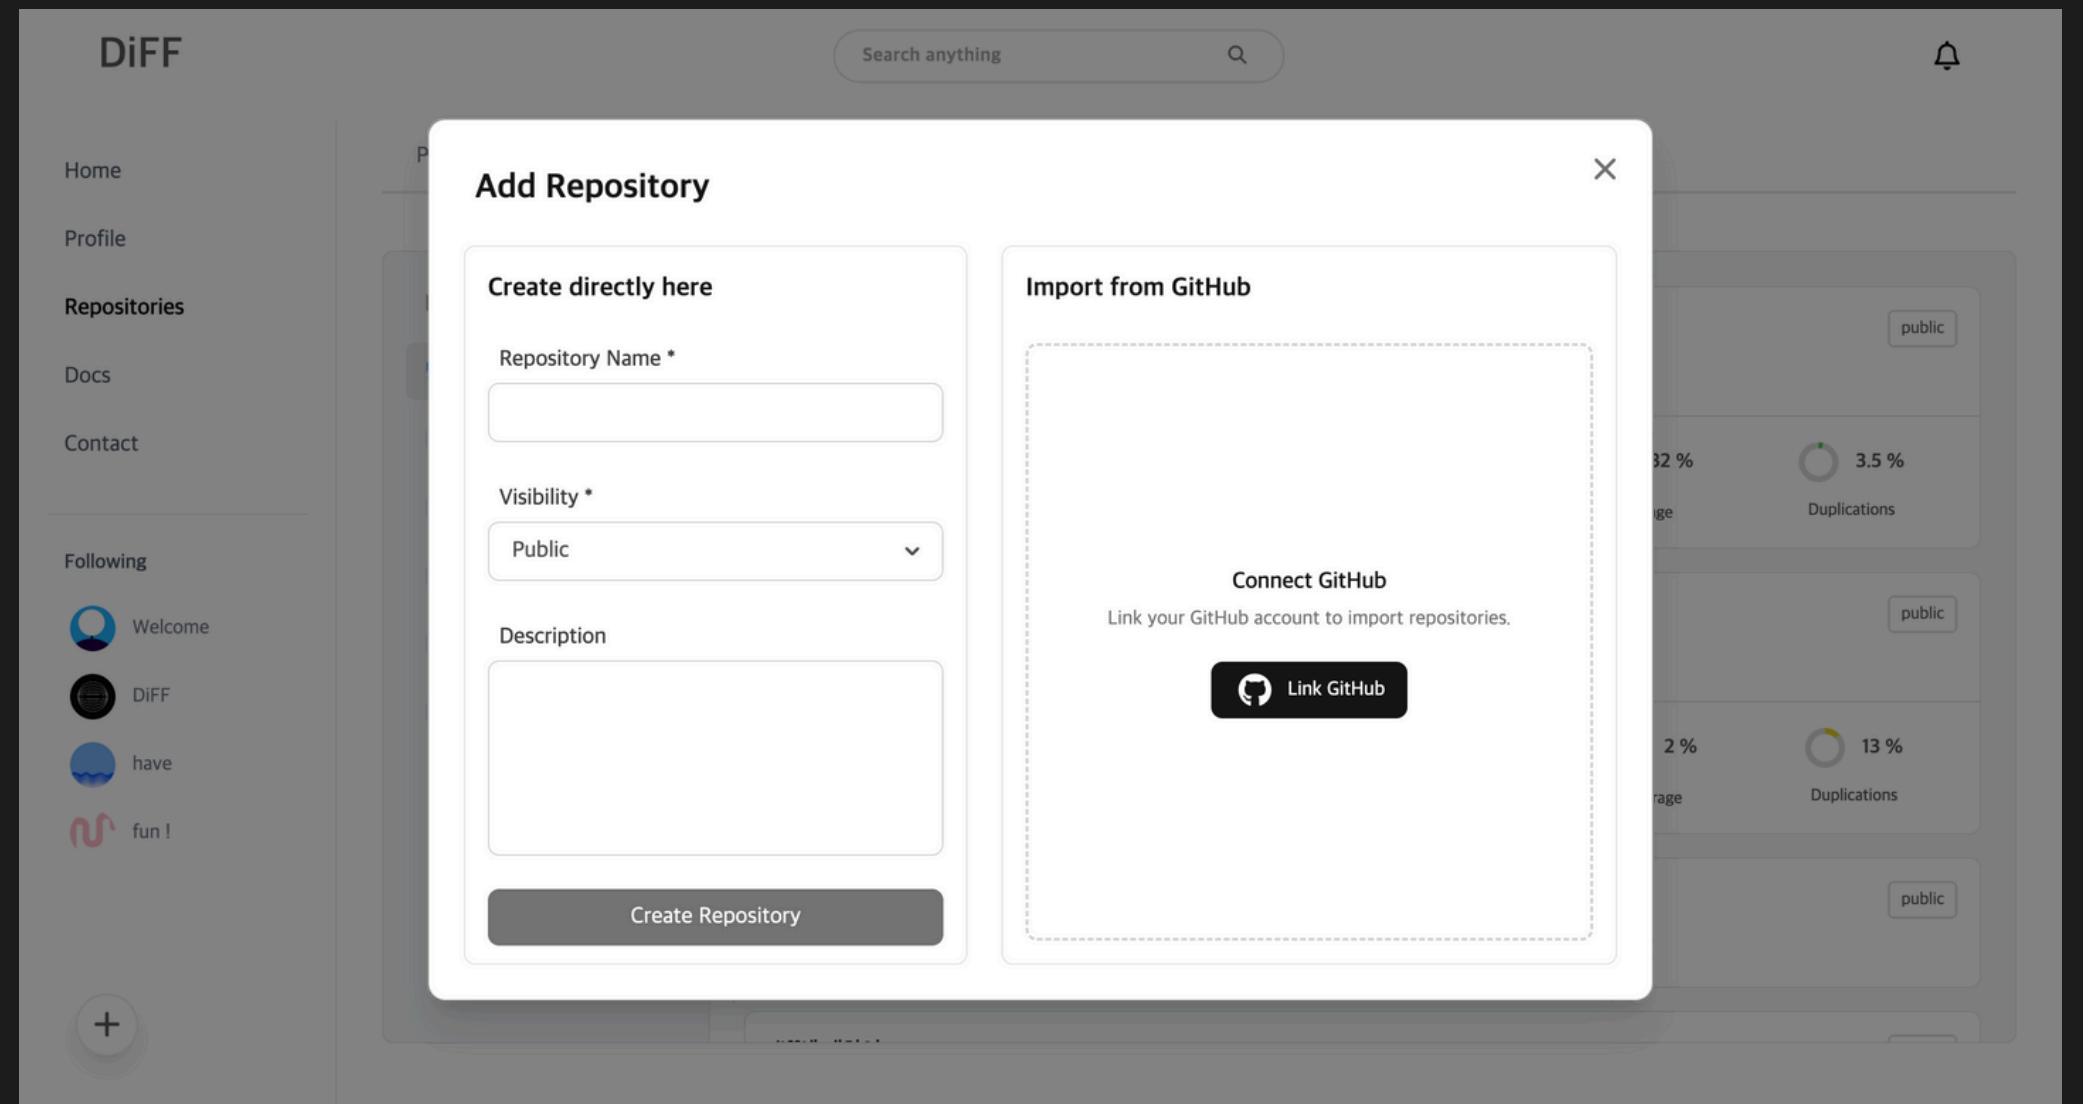 DiFF
Search anything
Home
Profile
Repositories
Docs
Contact
Following
Welcome
DiFF
have
fun !
Add Repository
Create directly here
Repository Name *
Visibility *
Public
Description
Create Repository
Import from GitHub
Connect GitHub
Link your GitHub account to import repositories.
Link GitHub
public
3.5 %
Duplications
public
2 %
13 %
Duplications
public